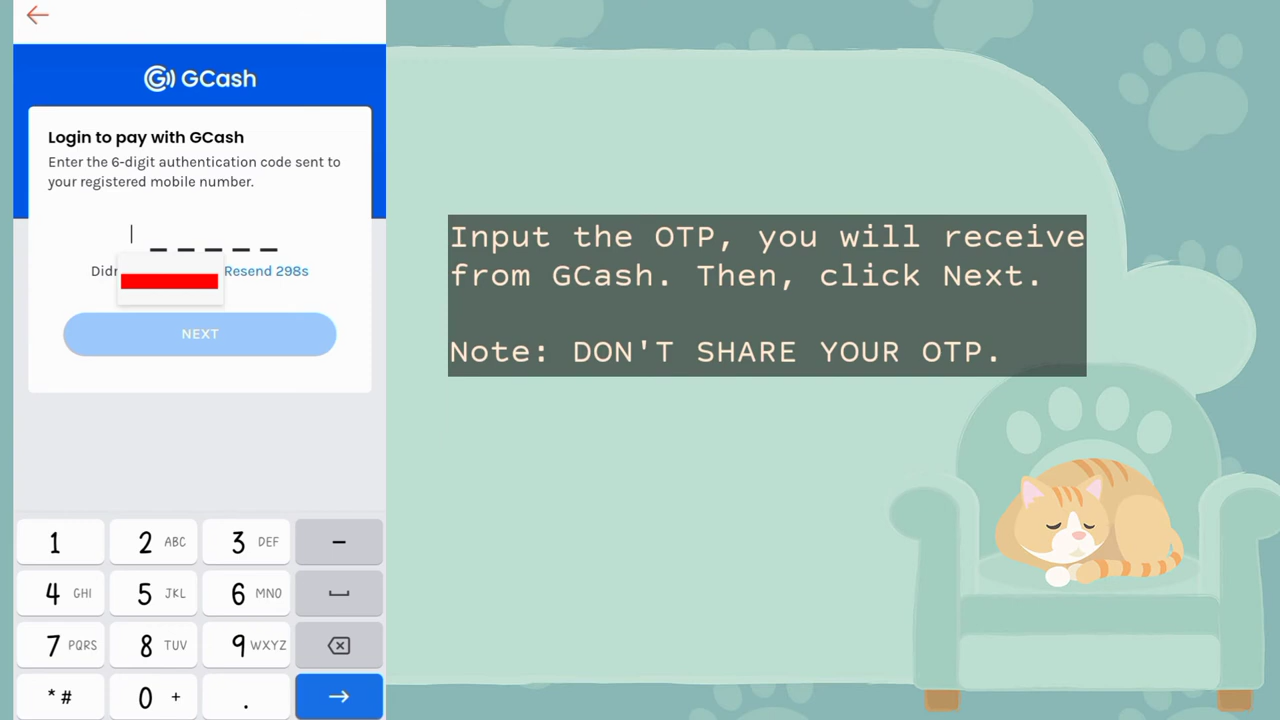 GCash
Login to pay with GCash
Enter the 6-digit authentication code sent to
your registered mobile number.
Resend 298s
NEXT
Input the OTP, you will receive
from GCash. Then, click Next.
Note: DON'T SHARE YOUR OTP.
1 2 ABC 3 DEF –
4 GHI 5 JKL 6 MNO
7 PQRS 8 TUV 9 WXYZ
* # 0 + .